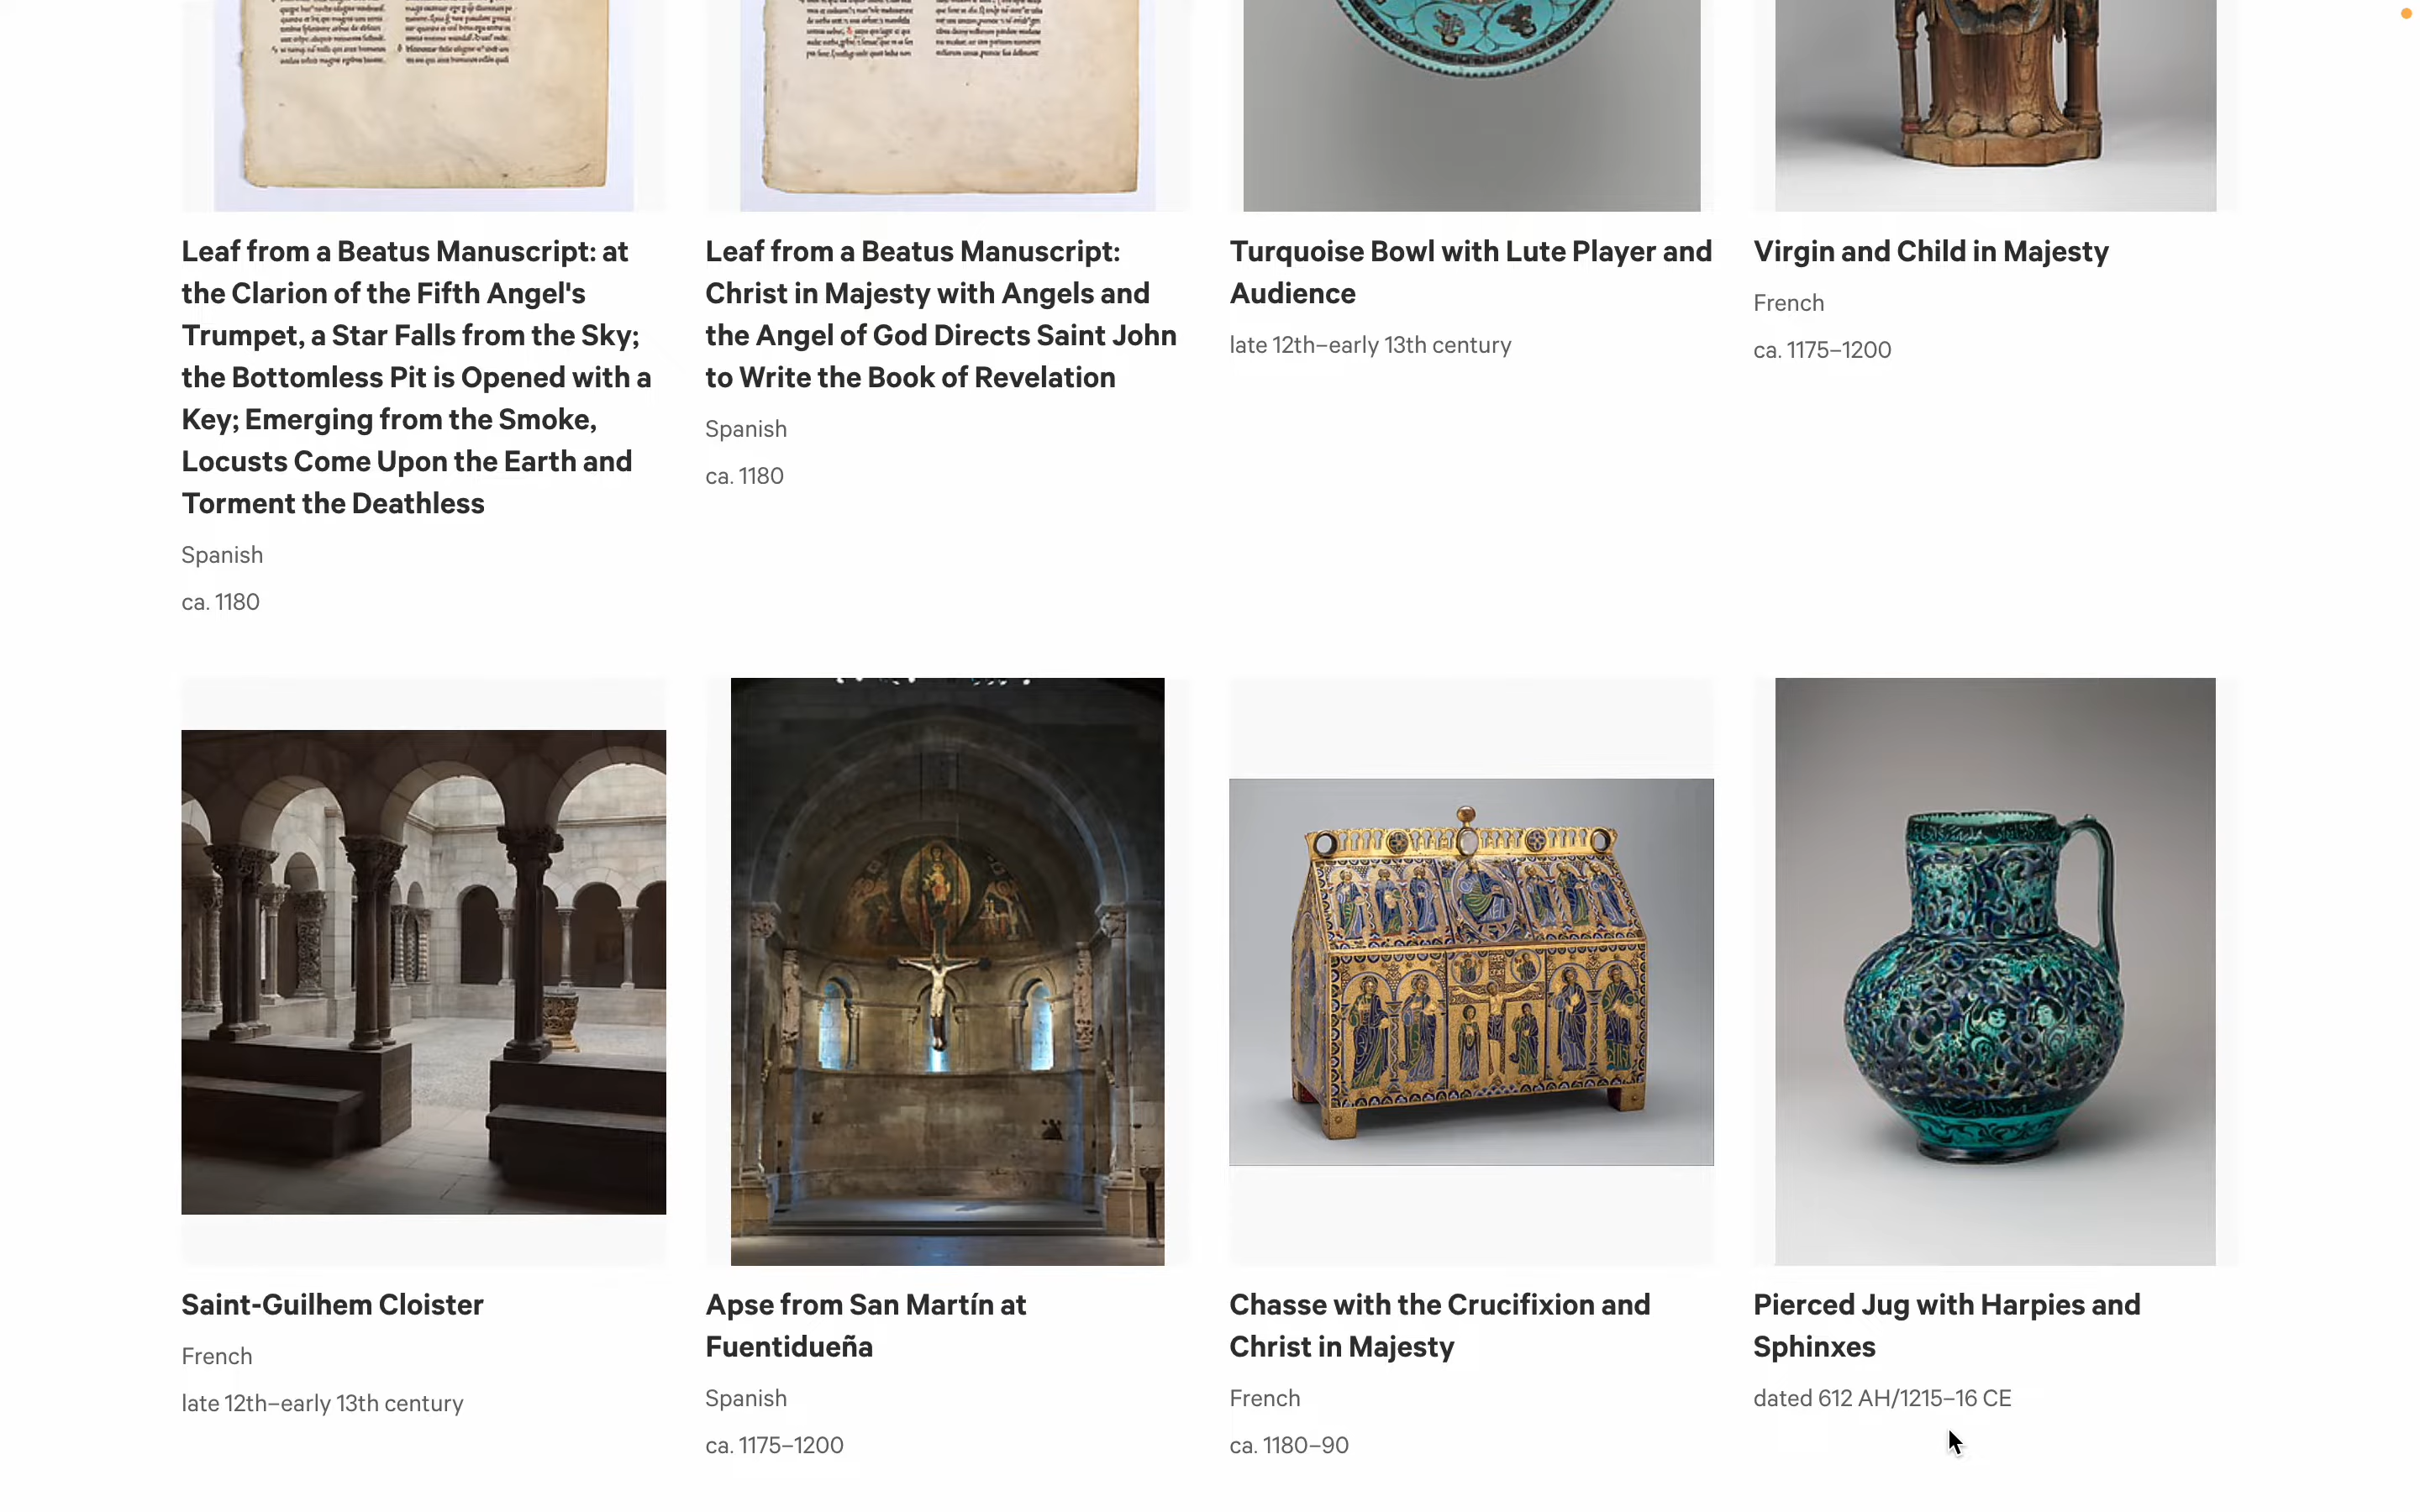 Leaf from a Beatus Manuscript: at
the Clarion of the Fifth Angel's
Trumpet, a Star Falls from the Sky;
the Bottomless Pit is Opened with a
Key; Emerging from the Smoke,
Locusts Come Upon the Earth and
Torment the Deathless
Spanish
ca. 1180
Leaf from a Beatus Manuscript:
Christ in Majesty with Angels and
the Angel of God Directs Saint John
to Write the Book of Revelation
Spanish
ca. 1180
Turquoise Bowl with Lute Player and
Audience
late 12th–early 13th century
Virgin and Child in Majesty
French
ca. 1175–1200
Saint-Guilhem Cloister
French
late 12th–early 13th century
Apse from San Martín at
Fuentidueña
Spanish
ca. 1175–1200
Chasse with the Crucifixion and
Christ in Majesty
French
ca. 1180–90
Pierced Jug with Harpies and
Sphinxes
dated 612 AH/1215–16 CE